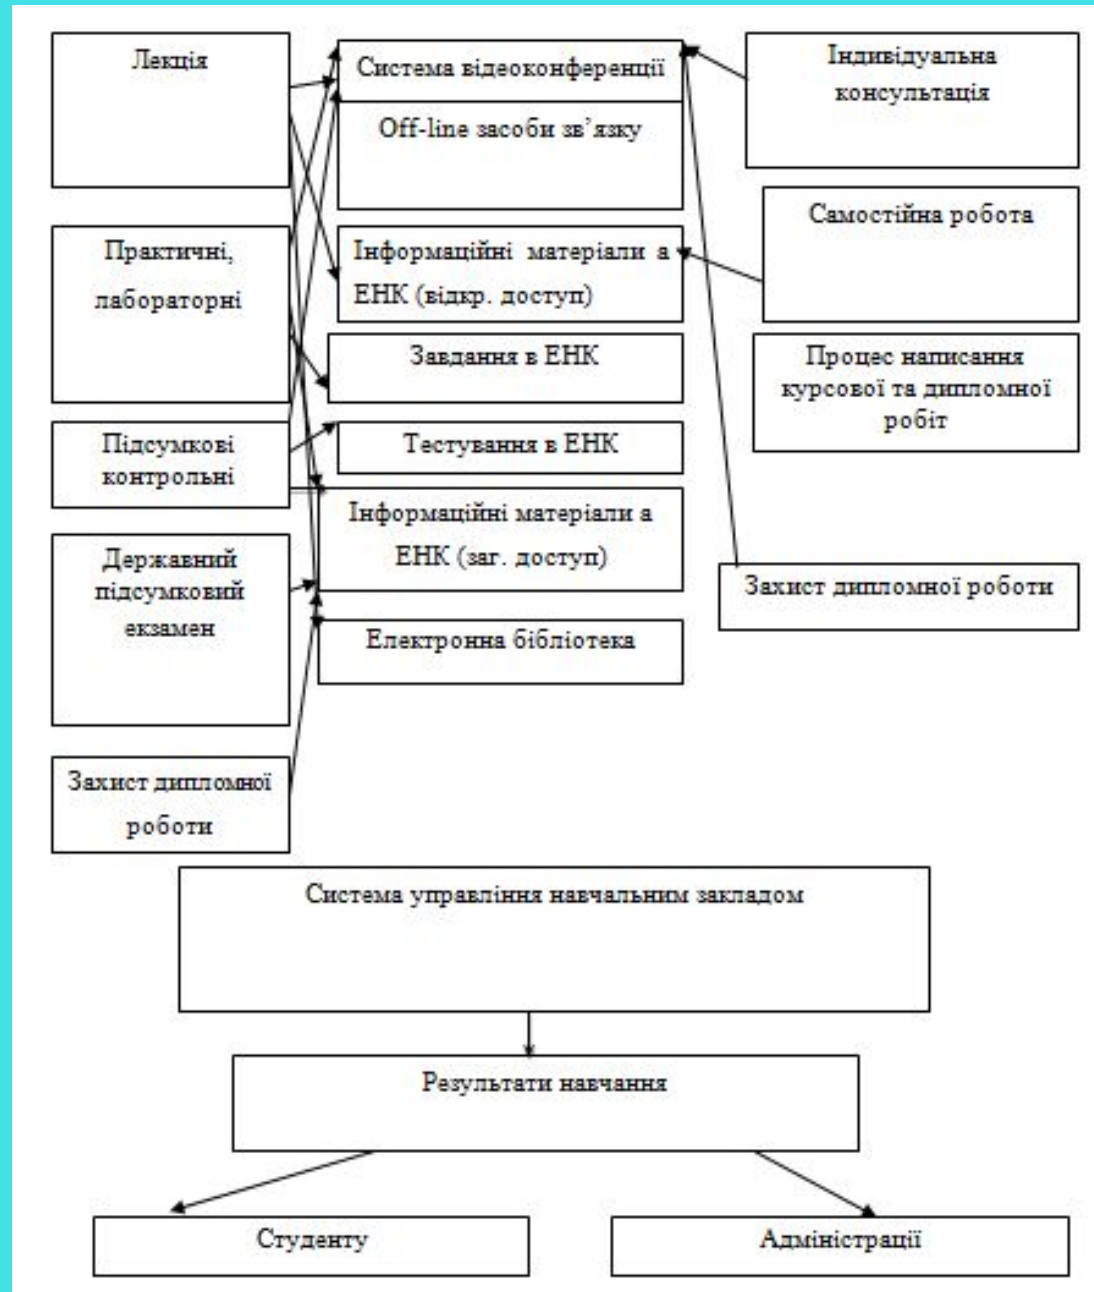 Лекція
Система відеоконференції
Індивідуальна
консультація
Off-line засоби зв’язку
Самостійна робота
Практичні,
лабораторні
Інформаційні матеріали а
ЕНК (відкр. доступ)
Завдання в ЕНК
Процес написання
курсової та дипломної
робіт
Підсумкові
контрольні
Тестування в ЕНК
Інформаційні матеріали а
ЕНК (заг. доступ)
Державний
підсумковий
екзамен
Захист дипломної роботи
Електронна бібліотека
Захист дипломної
роботи
Система управління навчальним закладом
Результати навчання
Студенту
Адміністрації